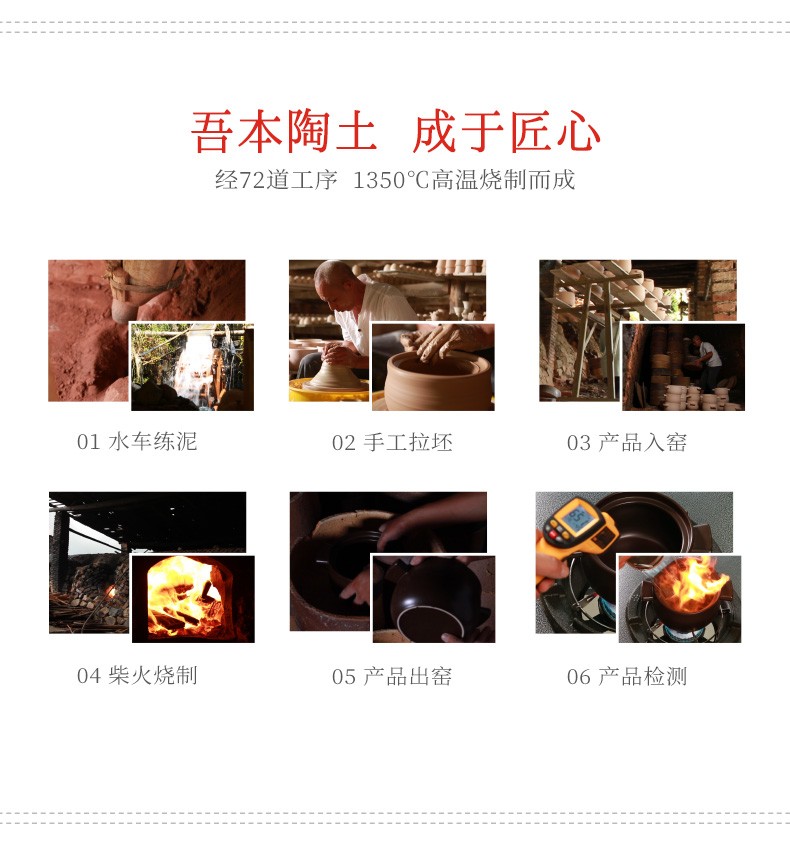 吾本陶土 成于匠心
经72道工序 1350℃高温烧制而成
01 水车练泥
02 手工拉坯
03 产品入窑
04 柴火烧制
05 产品出窑
06 产品检测